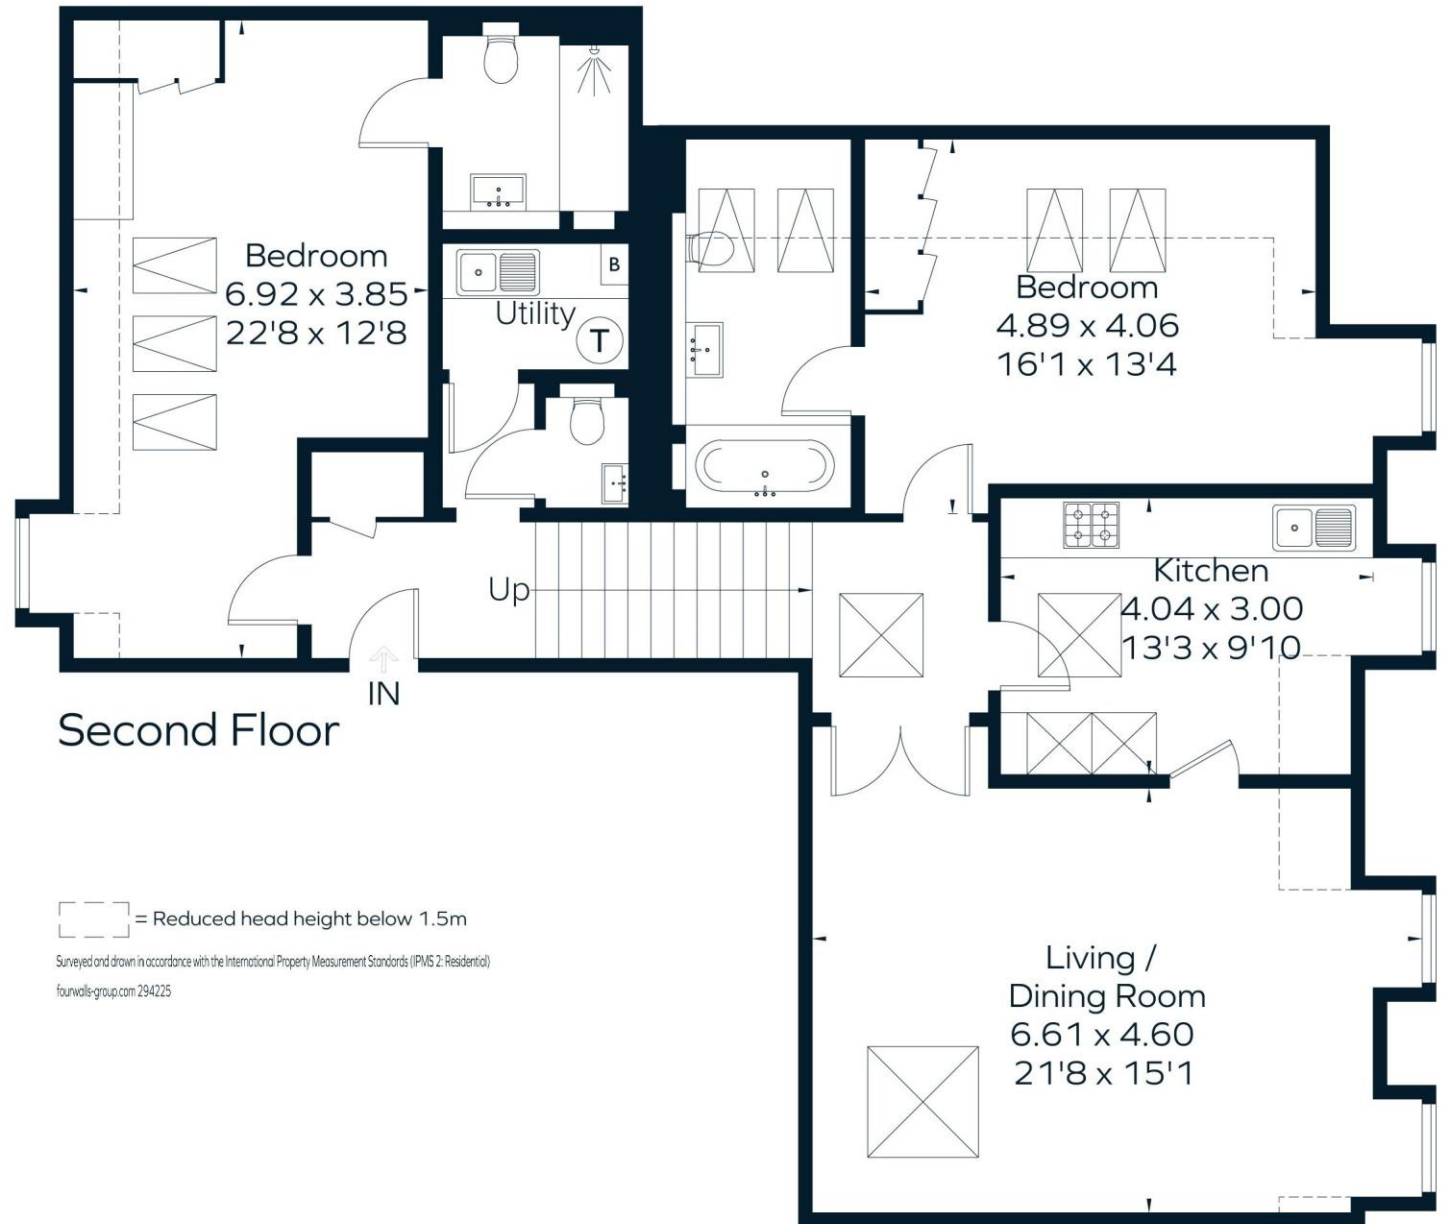 Bedroom
6.92 x 3.85
22'8 x 12'8
B
Utility
T
Bedroom
4.89 x 4.06
16'1 x 13'4
Up
Kitchen
4.04 x 3.00
13'3 x 9'10
IN
Second Floor
= Reduced head height below 1.5m
Surveyed and drawn in accordance with the International Property Measurement Standards (IPMS 2: Residential)
fourwalls-group.com 294225
Living /
Dining Room
6.61 x 4.60
21'8 x 15'1